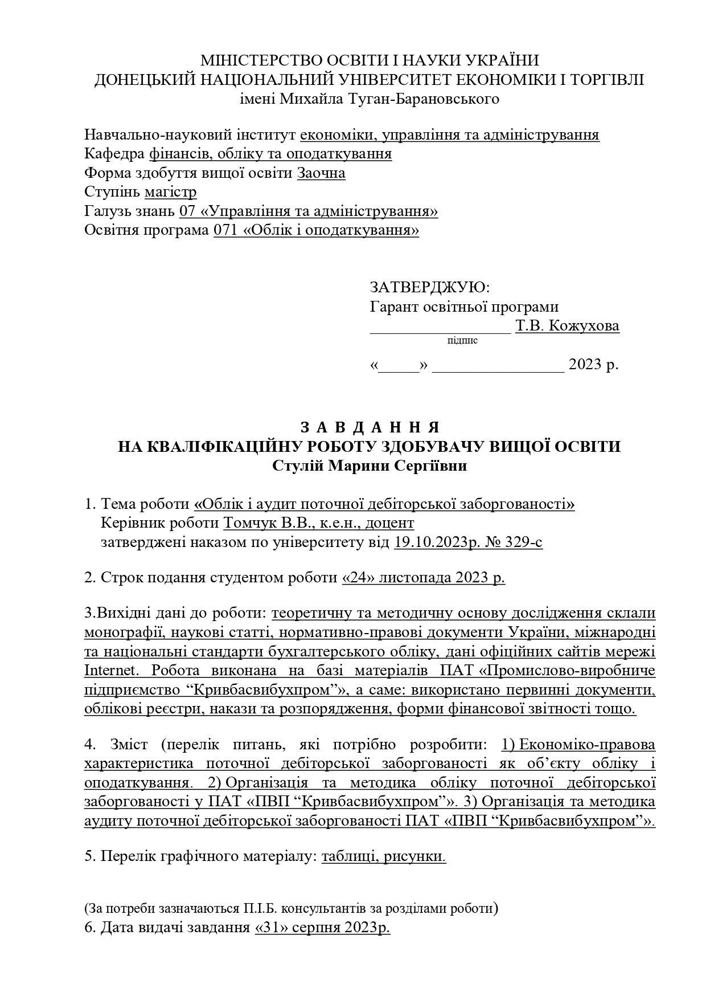 МІНІСТЕРСТВО ОСВІТИ І НАУКИ УКРАЇНИ
ДОНЕЦЬКИЙ НАЦІОНАЛЬНИЙ УНІВЕРСИТЕТ ЕКОНОМІКИ І ТОРГІВЛІ
імені Михайла Туган-Барановського
Навчально-науковий інститут економіки, управління та адміністрування
Кафедра фінансів, обліку та оподаткування
Форма здобуття вищої освіти Заочна
Ступінь магістр
Галузь знань 07 «Управління та адміністрування»
Освітня програма 071 «Облік і оподаткування»
ЗАТВЕРДЖУЮ:
Гарант освітньої програми
_________________ Т.В. Кожухова
підпис
«_____» ________________ 2023 р.
З А В Д А Н Н Я
НА КВАЛІФІКАЦІЙНУ РОБОТУ ЗДОБУВАЧУ ВИЩОЇ ОСВІТИ
Стулій Марини Сергіївни
1. Тема роботи «Облік і аудит поточної дебіторської заборгованості»
Керівник роботи Томчук В.В., к.е.н., доцент
затверджені наказом по університету від 19.10.2023р. № 329-с
2. Строк подання студентом роботи «24» листопада 2023 р.
3.Вихідні дані до роботи: теоретичну та методичну основу дослідження склали
монографії, наукові статті, нормативно-правові документи України, міжнародні
та національні стандарти бухгалтерського обліку, дані офіційних сайтів мережі
Internet. Робота виконана на базі матеріалів ПАТ «Промислово-виробниче
підприємство “Кривбасвибухпром”», а саме: використано первинні документи,
облікові реєстри, накази та розпорядження, форми фінансової звітності тощо.
4. Зміст (перелік питань, які потрібно розробити: 1) Економіко-правова
характеристика поточної дебіторської заборгованості як об’єкту обліку і
оподаткування. 2) Організація та методика обліку поточної дебіторської
заборгованості у ПАТ «ПВП “Кривбасвибухпром”». 3) Організація та методика
аудиту поточної дебіторської заборгованості ПАТ «ПВП “Кривбасвибухпром”».
5. Перелік графічного матеріалу: таблиці, рисунки.
(За потреби зазначаються П.І.Б. консультантів за розділами роботи)
6. Дата видачі завдання «31» серпня 2023р.